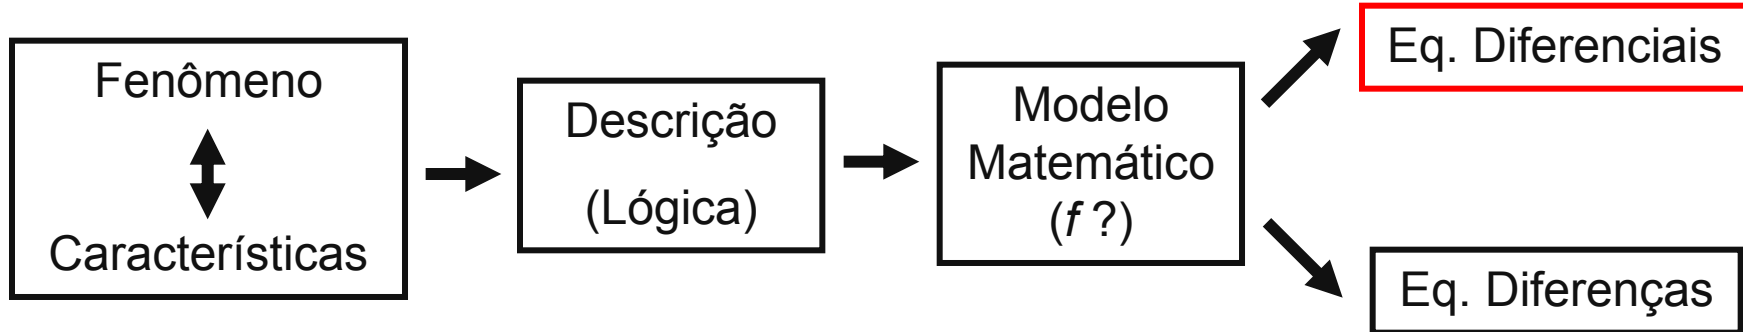 Fenômeno
Características
Descrição
(Lógica)
Modelo
Matemático
(f ?)
Eq. Diferenciais
Eq. Diferenças